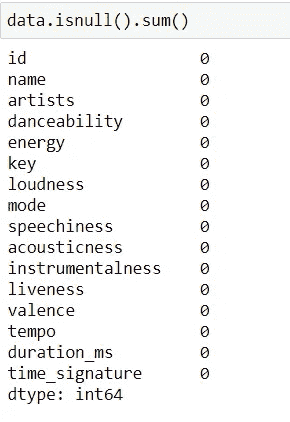 data.isnull().sum()
id 0
name 0
artists 0
danceability 0
energy 0
key 0
loudness 0
mode 0
speechiness 0
acousticness 0
instrumentalness 0
liveness 0
valence 0
tempo 0
duration_ms 0
time_signature 0
dtype: int64